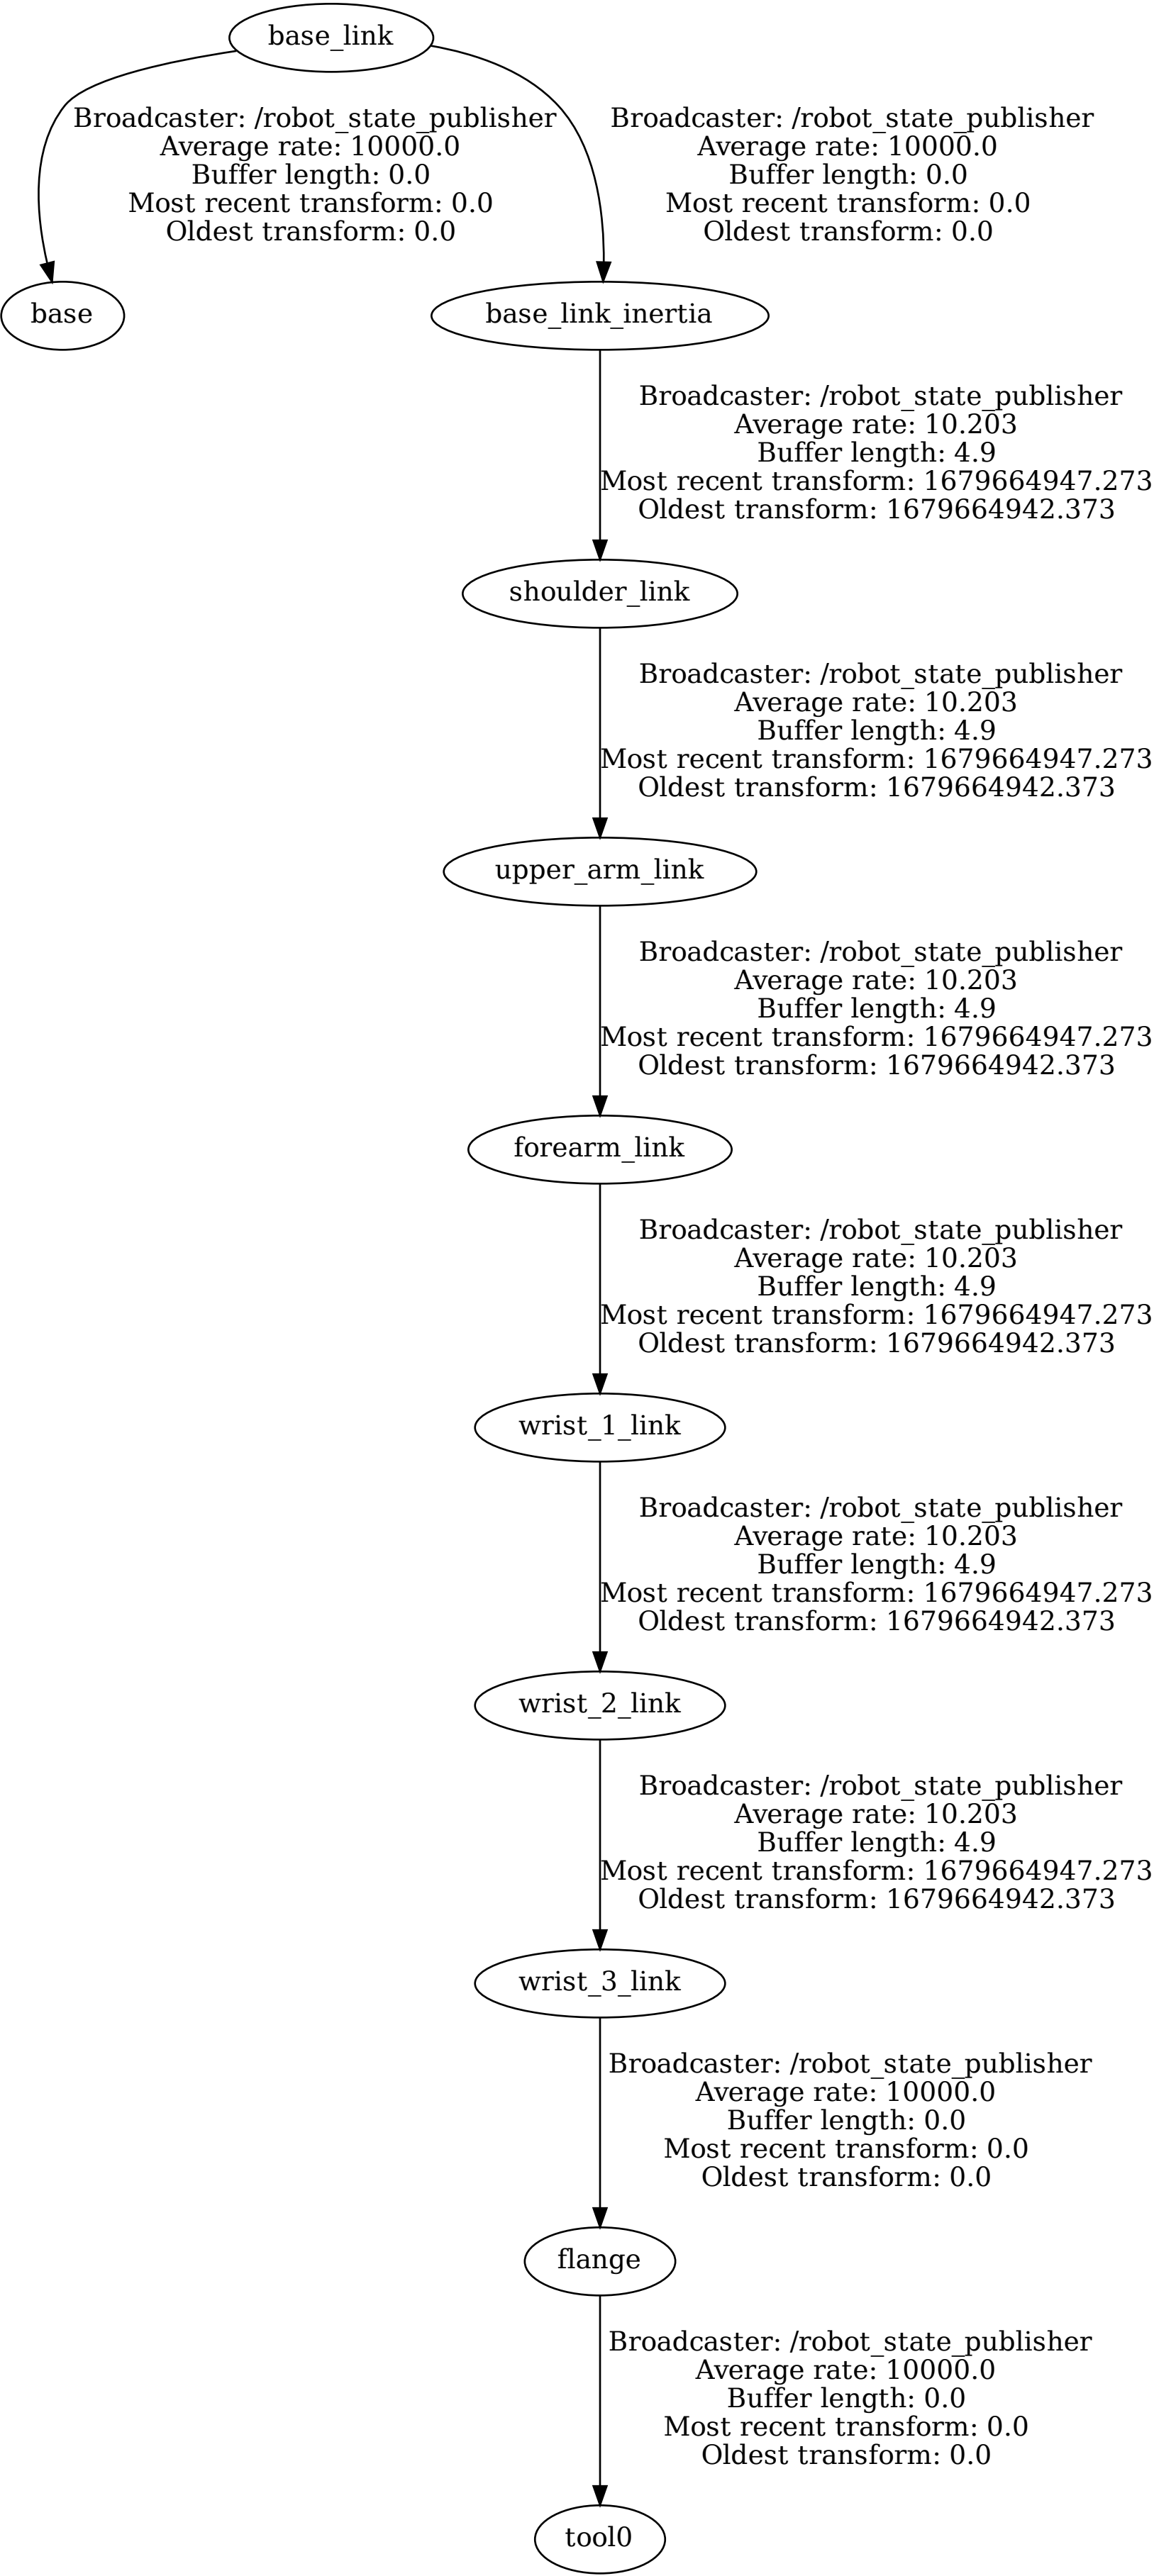 base_link
Broadcaster: /robot_state_publisher
Average rate: 10000.0
Buffer length: 0.0
Most recent transform: 0.0
Oldest transform: 0.0
Broadcaster: /robot_state_publisher
Average rate: 10000.0
Buffer length: 0.0
Most recent transform: 0.0
Oldest transform: 0.0
base
base_link_inertia
Broadcaster: /robot_state_publisher
Average rate: 10.203
Buffer length: 4.9
Most recent transform: 1679664947.273
Oldest transform: 1679664942.373
shoulder_link
Broadcaster: /robot_state_publisher
Average rate: 10.203
Buffer length: 4.9
Most recent transform: 1679664947.273
Oldest transform: 1679664942.373
upper_arm_link
Broadcaster: /robot_state_publisher
Average rate: 10.203
Buffer length: 4.9
Most recent transform: 1679664947.273
Oldest transform: 1679664942.373
forearm_link
Broadcaster: /robot_state_publisher
Average rate: 10.203
Buffer length: 4.9
Most recent transform: 1679664947.273
Oldest transform: 1679664942.373
wrist_1_link
Broadcaster: /robot_state_publisher
Average rate: 10.203
Buffer length: 4.9
Most recent transform: 1679664947.273
Oldest transform: 1679664942.373
wrist_2_link
Broadcaster: /robot_state_publisher
Average rate: 10.203
Buffer length: 4.9
Most recent transform: 1679664947.273
Oldest transform: 1679664942.373
wrist_3_link
Broadcaster: /robot_state_publisher
Average rate: 10000.0
Buffer length: 0.0
Most recent transform: 0.0
Oldest transform: 0.0
flange
Broadcaster: /robot_state_publisher
Average rate: 10000.0
Buffer length: 0.0
Most recent transform: 0.0
Oldest transform: 0.0
tool0